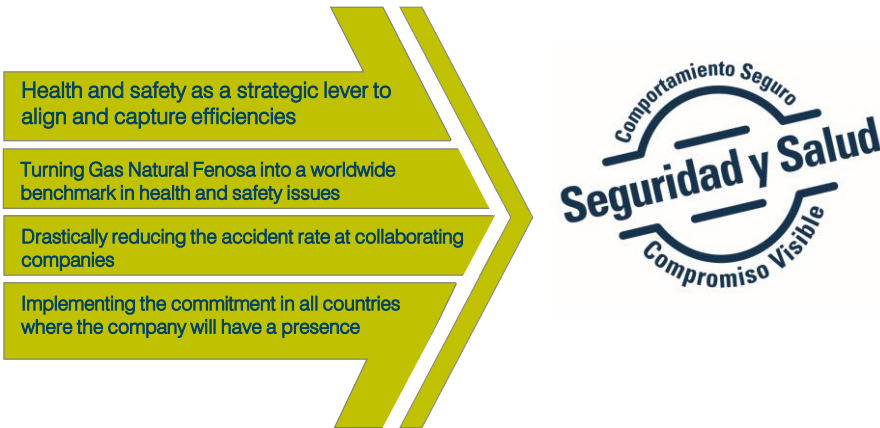 Health and safety as a strategic lever to
align and capture efficiencies
Turning Gas Natural Fenosa into a worldwide
benchmark in health and safety issues
Drastically reducing the accident rate at collaborating
companies
Implementing the commitment in all countries
where the company will have a presence
Comportamiento Seguro
Seguridad y Salud
Compromiso Visible